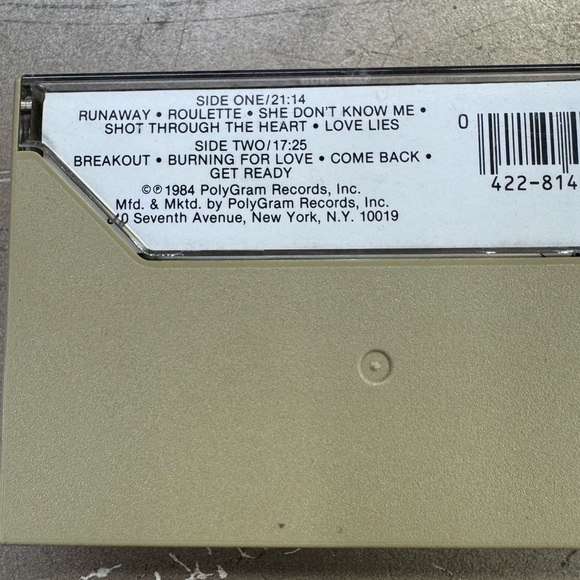 SIDE ONE/21:14
RUNAWAY • ROULETTE • SHE DON'T KNOW ME •
SHOT THROUGH THE HEART • LOVE LIES
SIDE TWO/17:25
BREAKOUT • BURNING FOR LOVE • COME BACK •
GET READY
©℗1984 PolyGram Records, Inc.
Mfd. & Mktd. by PolyGram Records, Inc.
810 Seventh Avenue, New York, N.Y. 10019
0
422-814